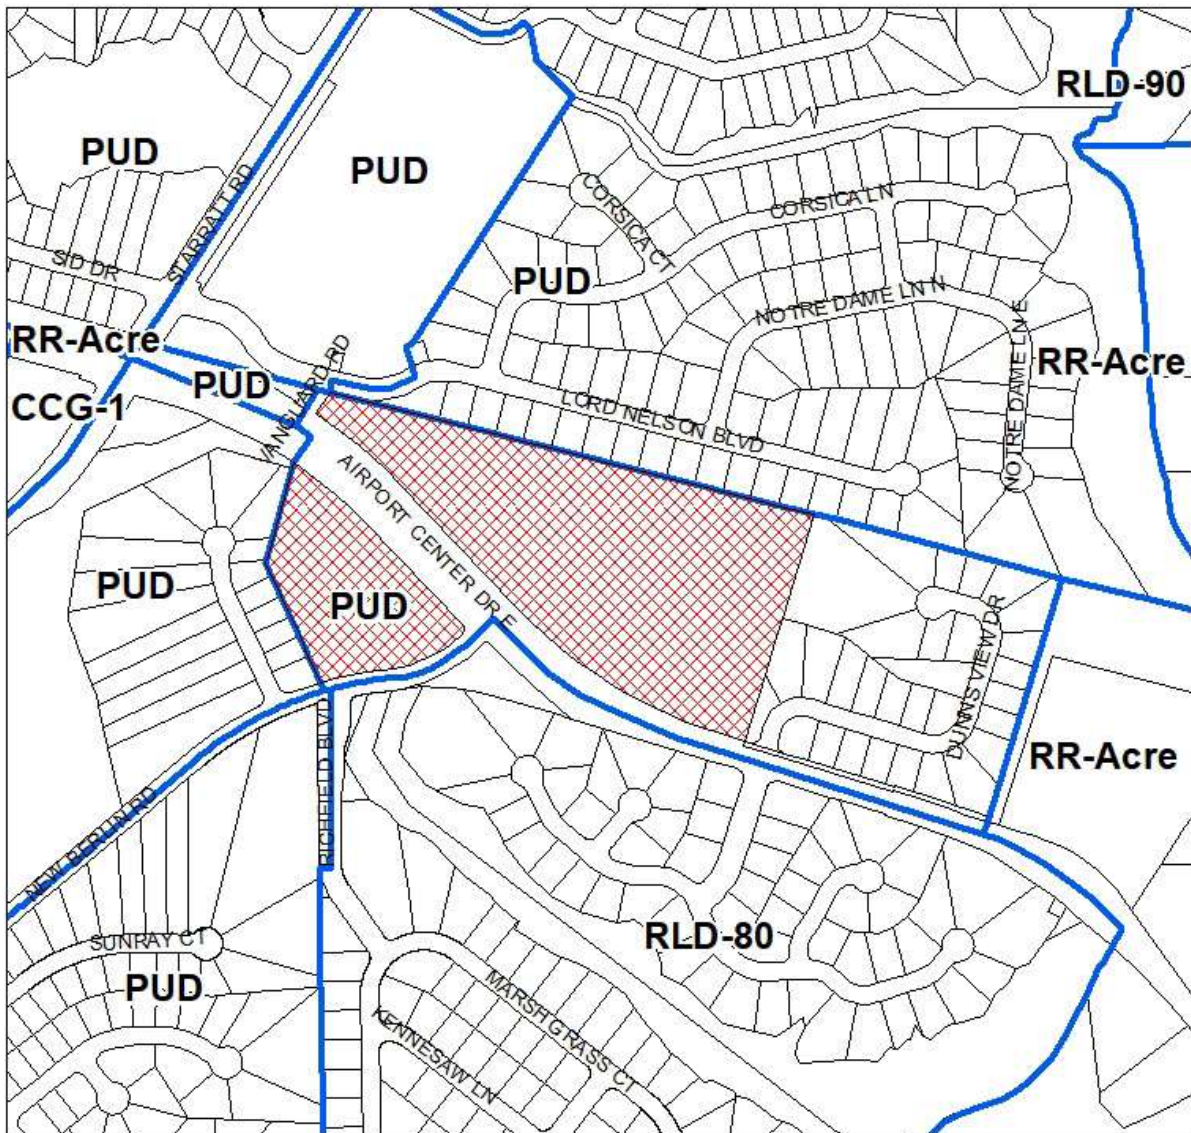 RLD-90
PUD
PUD
STARRATT RD
SID DR
CORSICA CT
CORSICA LN
PUD
NOTRE DAME LN N
NOTRE DAME LN E
RR-Acre
RR-Acre
PUD
VANGUARD RD
CCG-1
LORD NELSON BLVD
AIRPORT CENTER DR E
PUD
PUD
DUNNS VIEW DR
RR-Acre
RICHFIELD BLVD
NEW BERLIN RD
RLD-80
SUNRAY CT
PUD
MARSH GRASS CT
KENNESAW LN